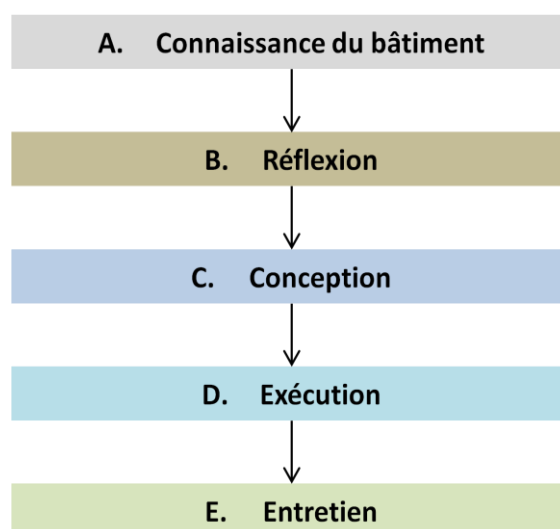 A. Connaissance du bâtiment
B. Réflexion
C. Conception
D. Exécution
E. Entretien